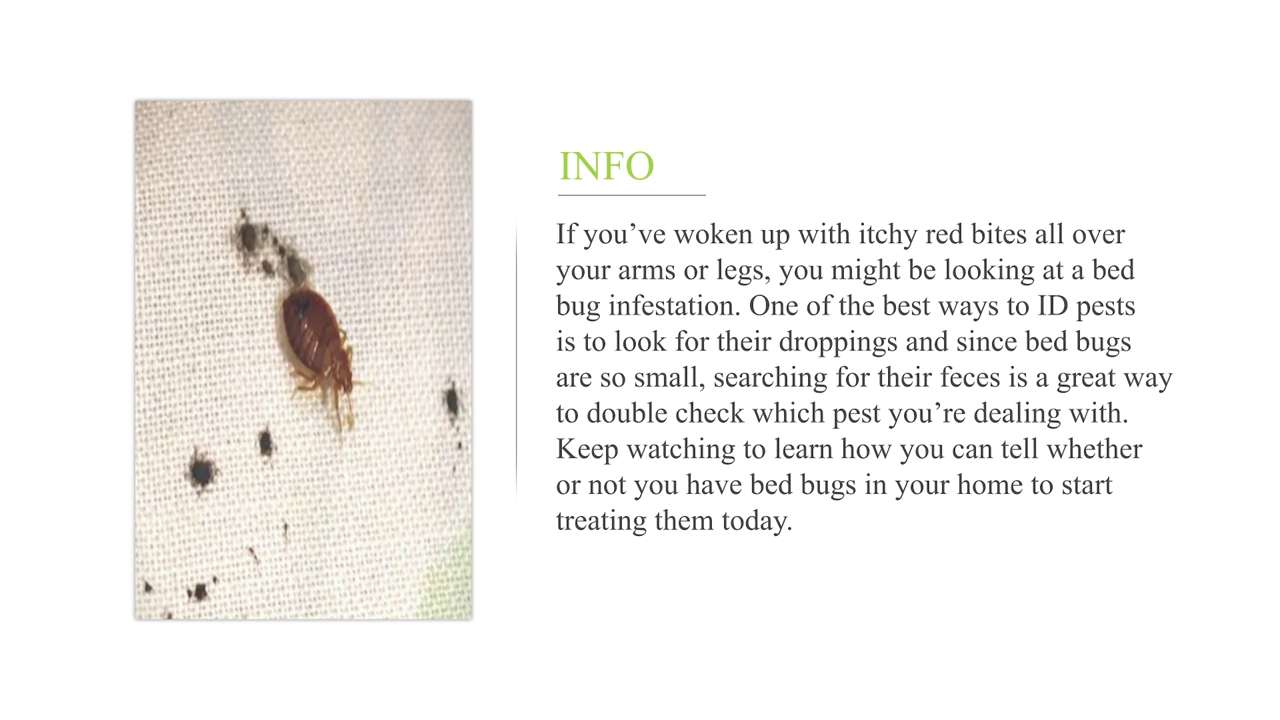 INFO
If you’ve woken up with itchy red bites all over
your arms or legs, you might be looking at a bed
bug infestation. One of the best ways to ID pests
is to look for their droppings and since bed bugs
are so small, searching for their feces is a great way
to double check which pest you’re dealing with.
Keep watching to learn how you can tell whether
or not you have bed bugs in your home to start
treating them today.